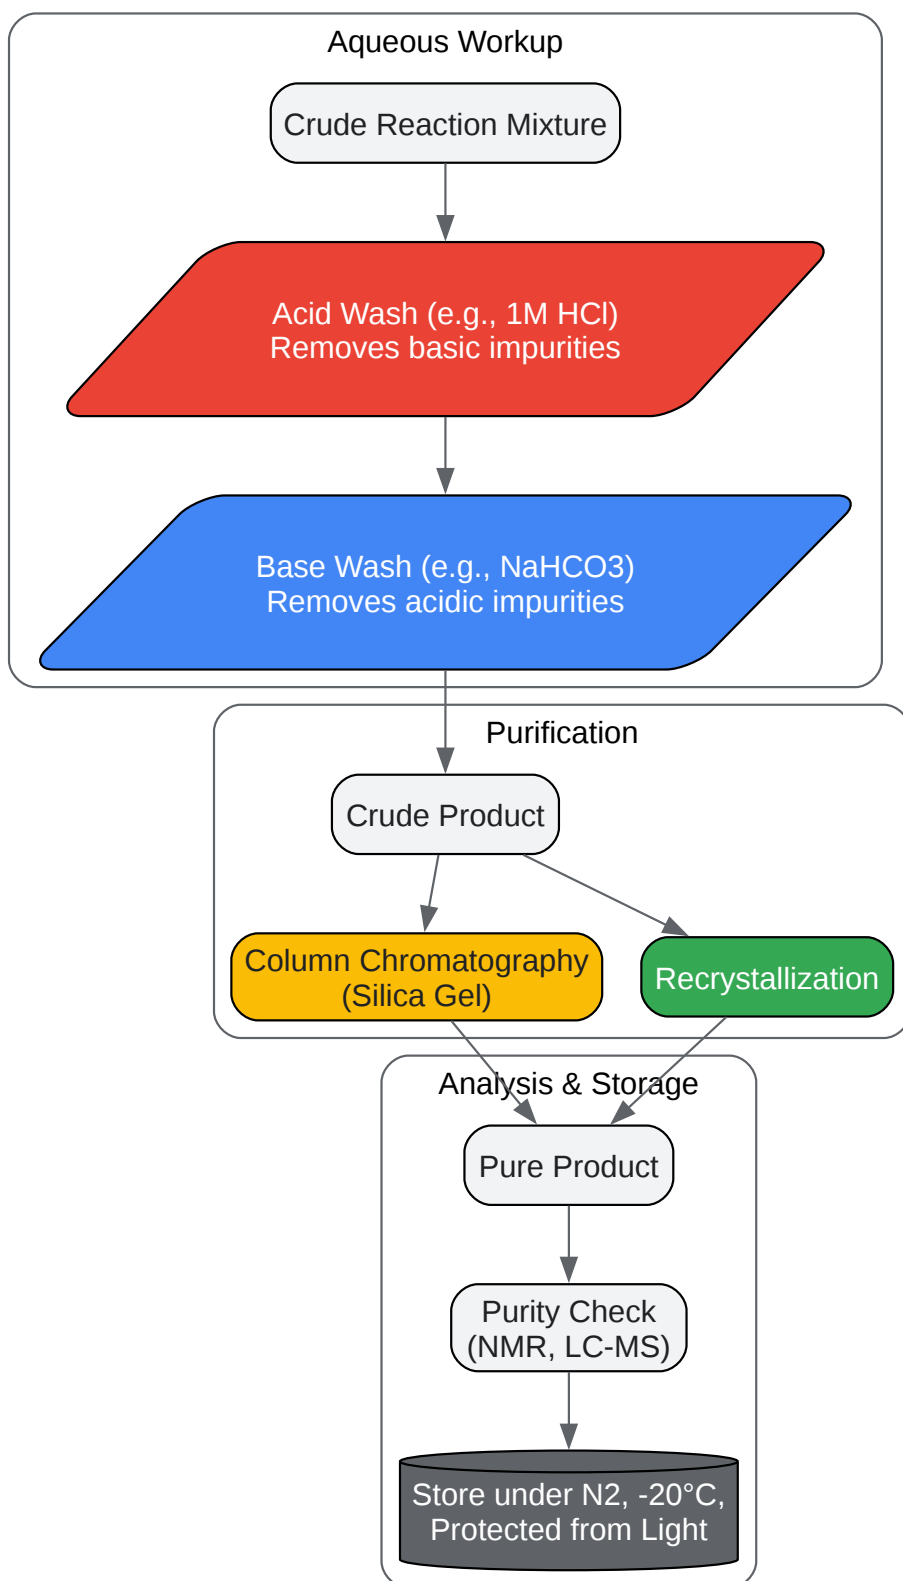 Aqueous Workup
Crude Reaction Mixture
Acid Wash (e.g., 1M HCl)
Removes basic impurities
Base Wash (e.g., NaHCO3)
Removes acidic impurities
Purification
Crude Product
Column Chromatography
(Silica Gel)
Recrystallization
Analysis & Storage
Pure Product
Purity Check
(NMR, LC-MS)
Store under N2, -20°C,
Protected from Light